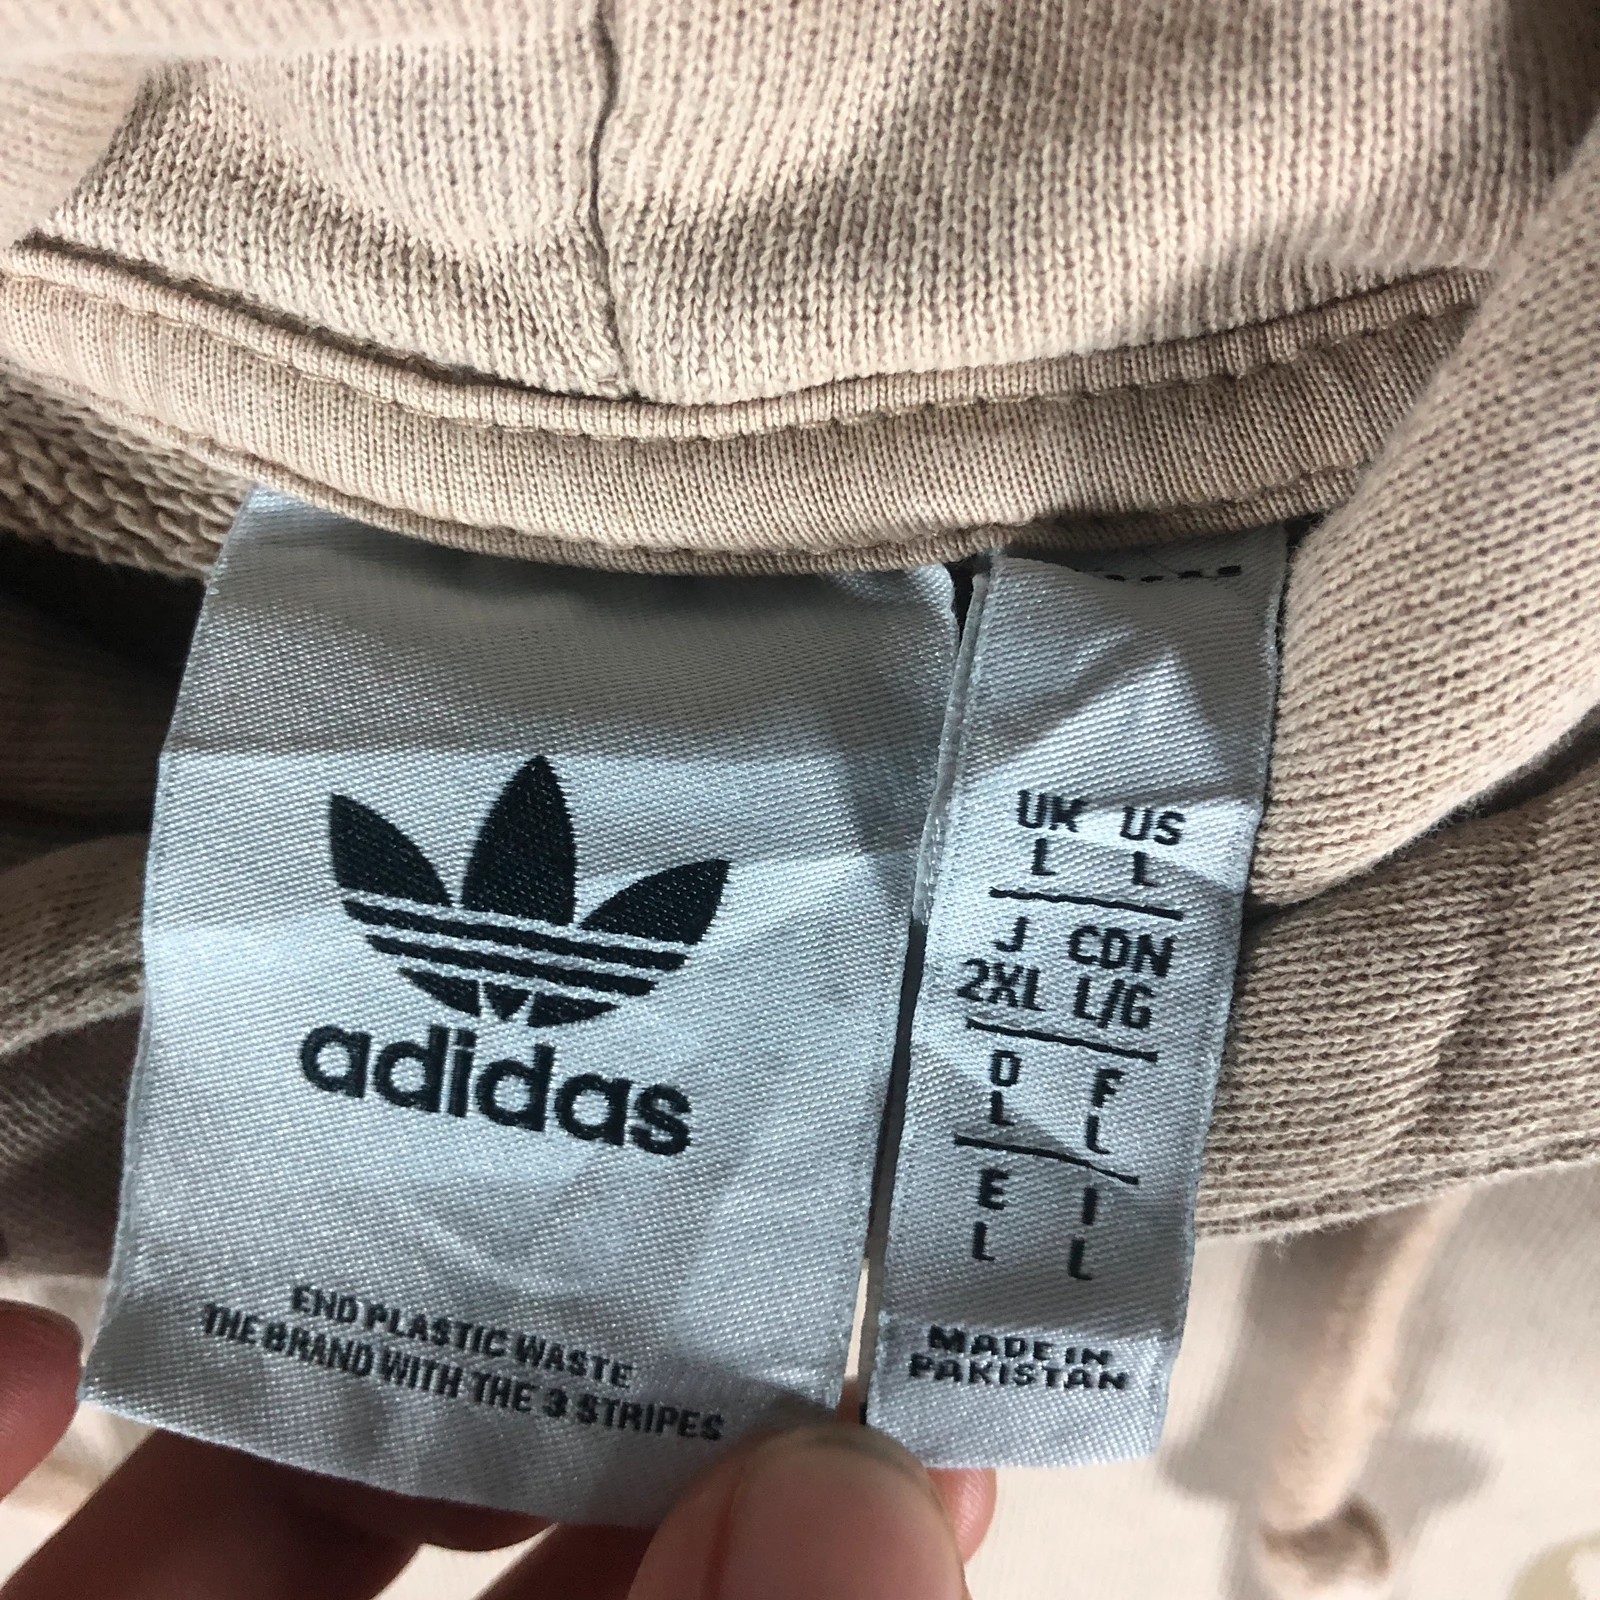 adidas
END PLASTIC WASTE
THE BRAND WITH THE 3 STRIPES
UK US
L L
J CDN
2XL L/G
D F
L L
E I
L L
MADE IN
PAKISTAN